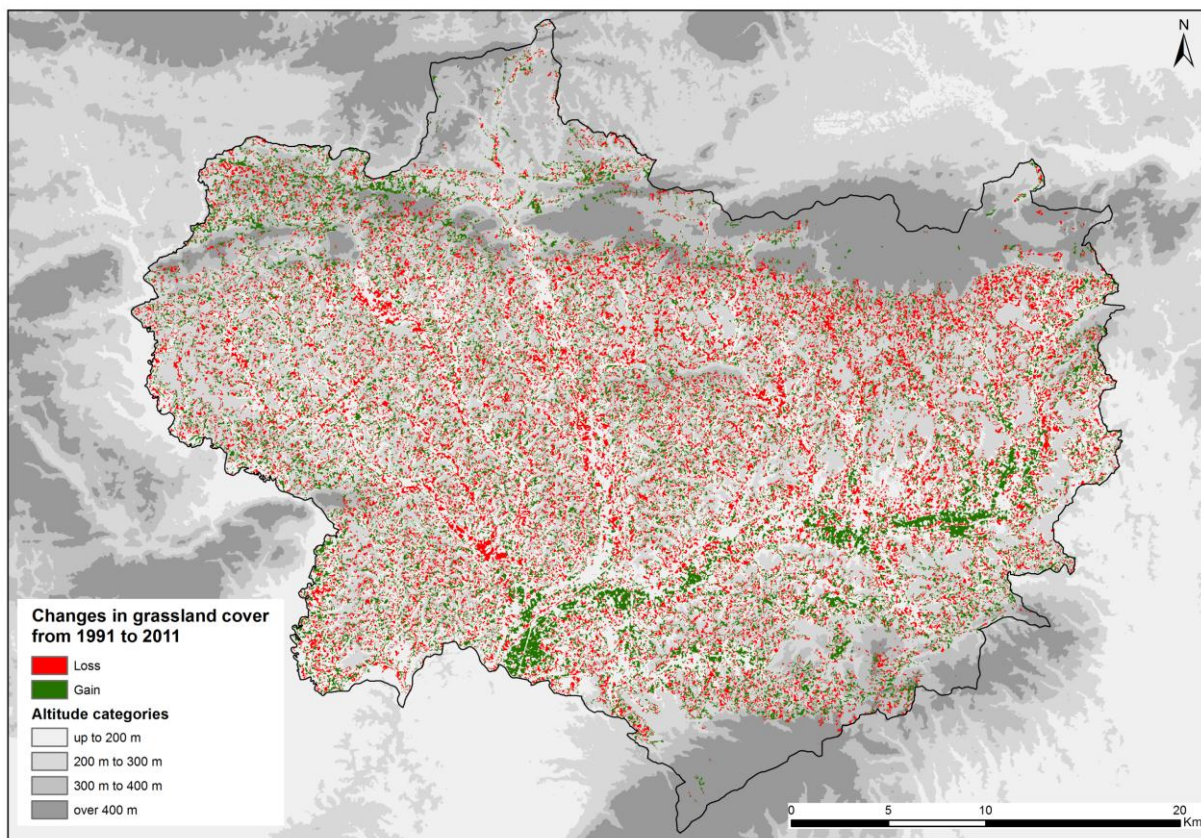 N
Changes in grassland cover
from 1991 to 2011
Loss
Gain
Altitude categories
up to 200 m
200 m to 300 m
300 m to 400 m
over 400 m
0 5 10 20
Km